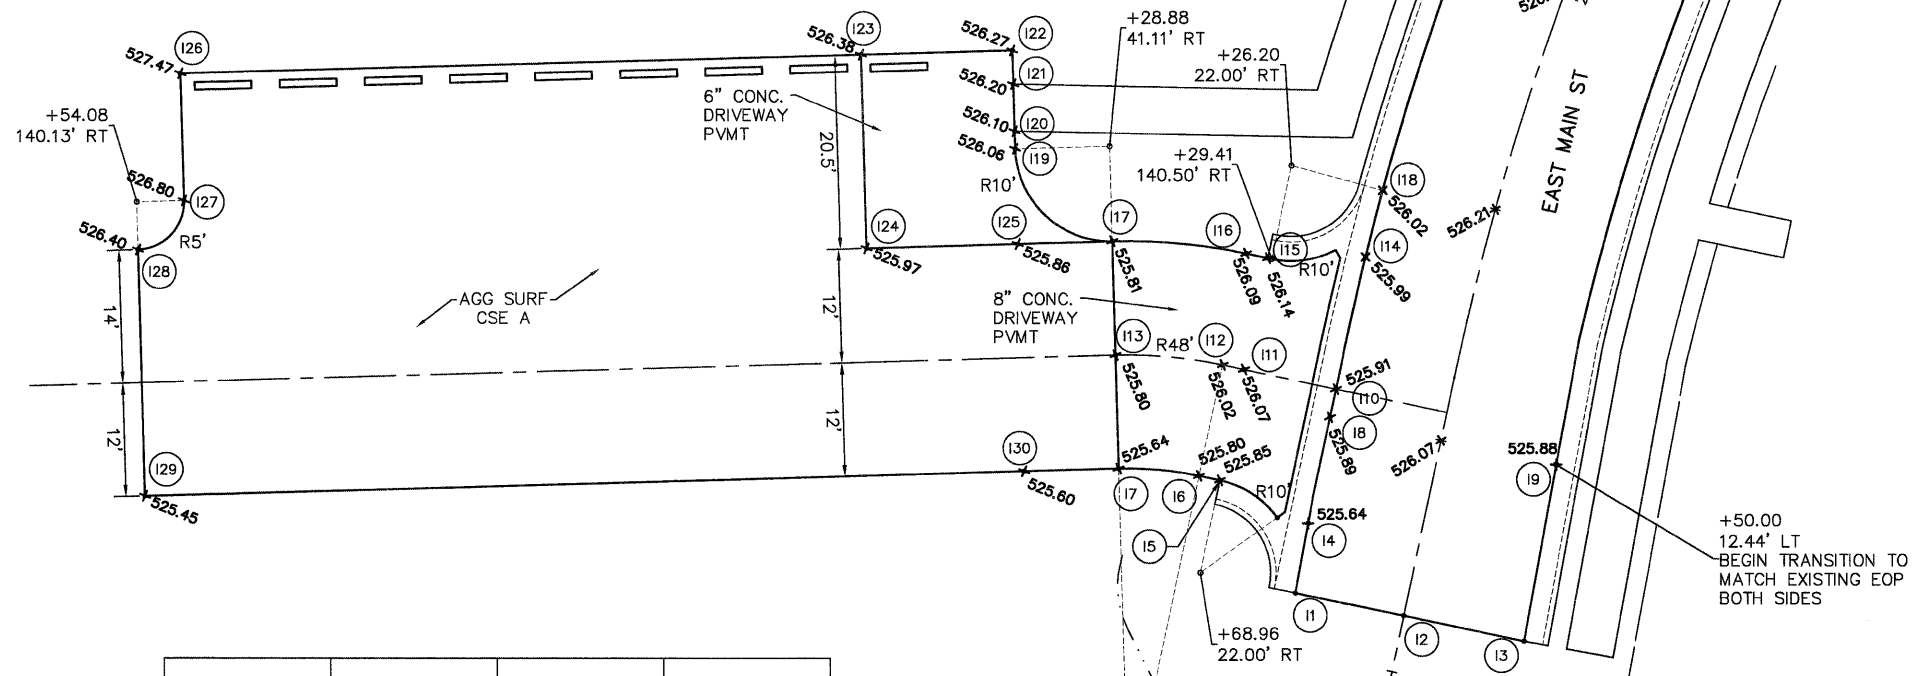 I26
527.47
I23
526.38
I22
526.27
I21
526.20
I20
526.10
I19
526.06
+28.88
41.11' RT
+26.20
22.00' RT
6" CONC.
DRIVEWAY
PVMT
20.5'
+54.08
140.13' RT
526.80
I27
R5'
526.40
I28
R10'
+29.41
140.50' RT
I18
526.02
526.21
EAST MAIN ST
I24
525.97
I25
525.86
I17
525.81
I16
526.09
I15
526.14
R10'
I14
525.99
14'
AGG SURF
CSE A
12'
8" CONC.
DRIVEWAY
PVMT
I13
525.80
R48'
I12
526.02
I11
526.07
525.91
I10
I8
525.89
526.07
525.88
I9
12'
12'
I29
525.45
I30
525.60
525.64
I7
525.80
I6
525.85
R10'
I5
525.64
I4
+50.00
12.44' LT
BEGIN TRANSITION TO
MATCH EXISTING EOP
BOTH SIDES
I1
I2
I3
+68.96
22.00' RT